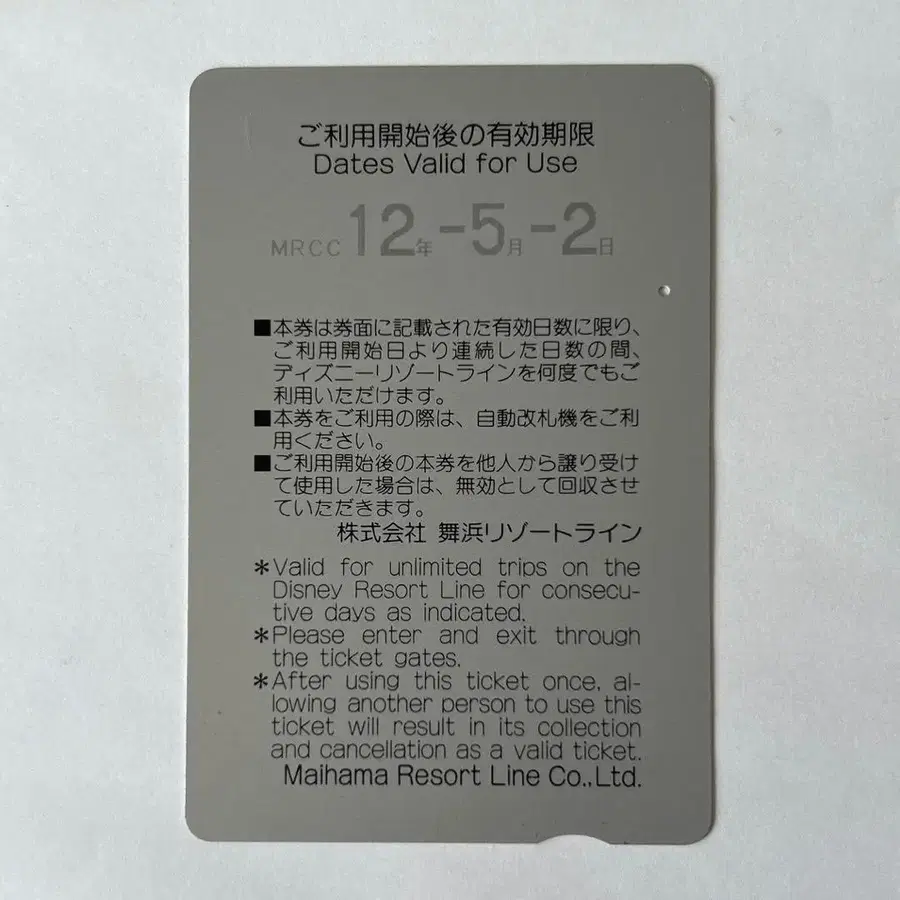 ご利用開始後の有効期限
Dates Valid for Use
MRCC 12年-5月-2日
■本券は券面に記載された有効日数に限り、
ご利用開始日より連続した日数の間、
ディズニーリゾートラインを何度でもご
利用いただけます。
■本券をご利用の際は、自動改札機をご利
用ください。
■ご利用開始後の本券を他人から譲り受け
て使用した場合は、無効として回収させ
ていただきます。
株式会社 舞浜リゾートライン
*Valid for unlimited trips on the
Disney Resort Line for consecu-
tive days as indicated.
*Please enter and exit through
the ticket gates.
*After using this ticket once, al-
lowing another person to use this
ticket will result in its collection
and cancellation as a valid ticket.
Maihama Resort Line Co.,Ltd.